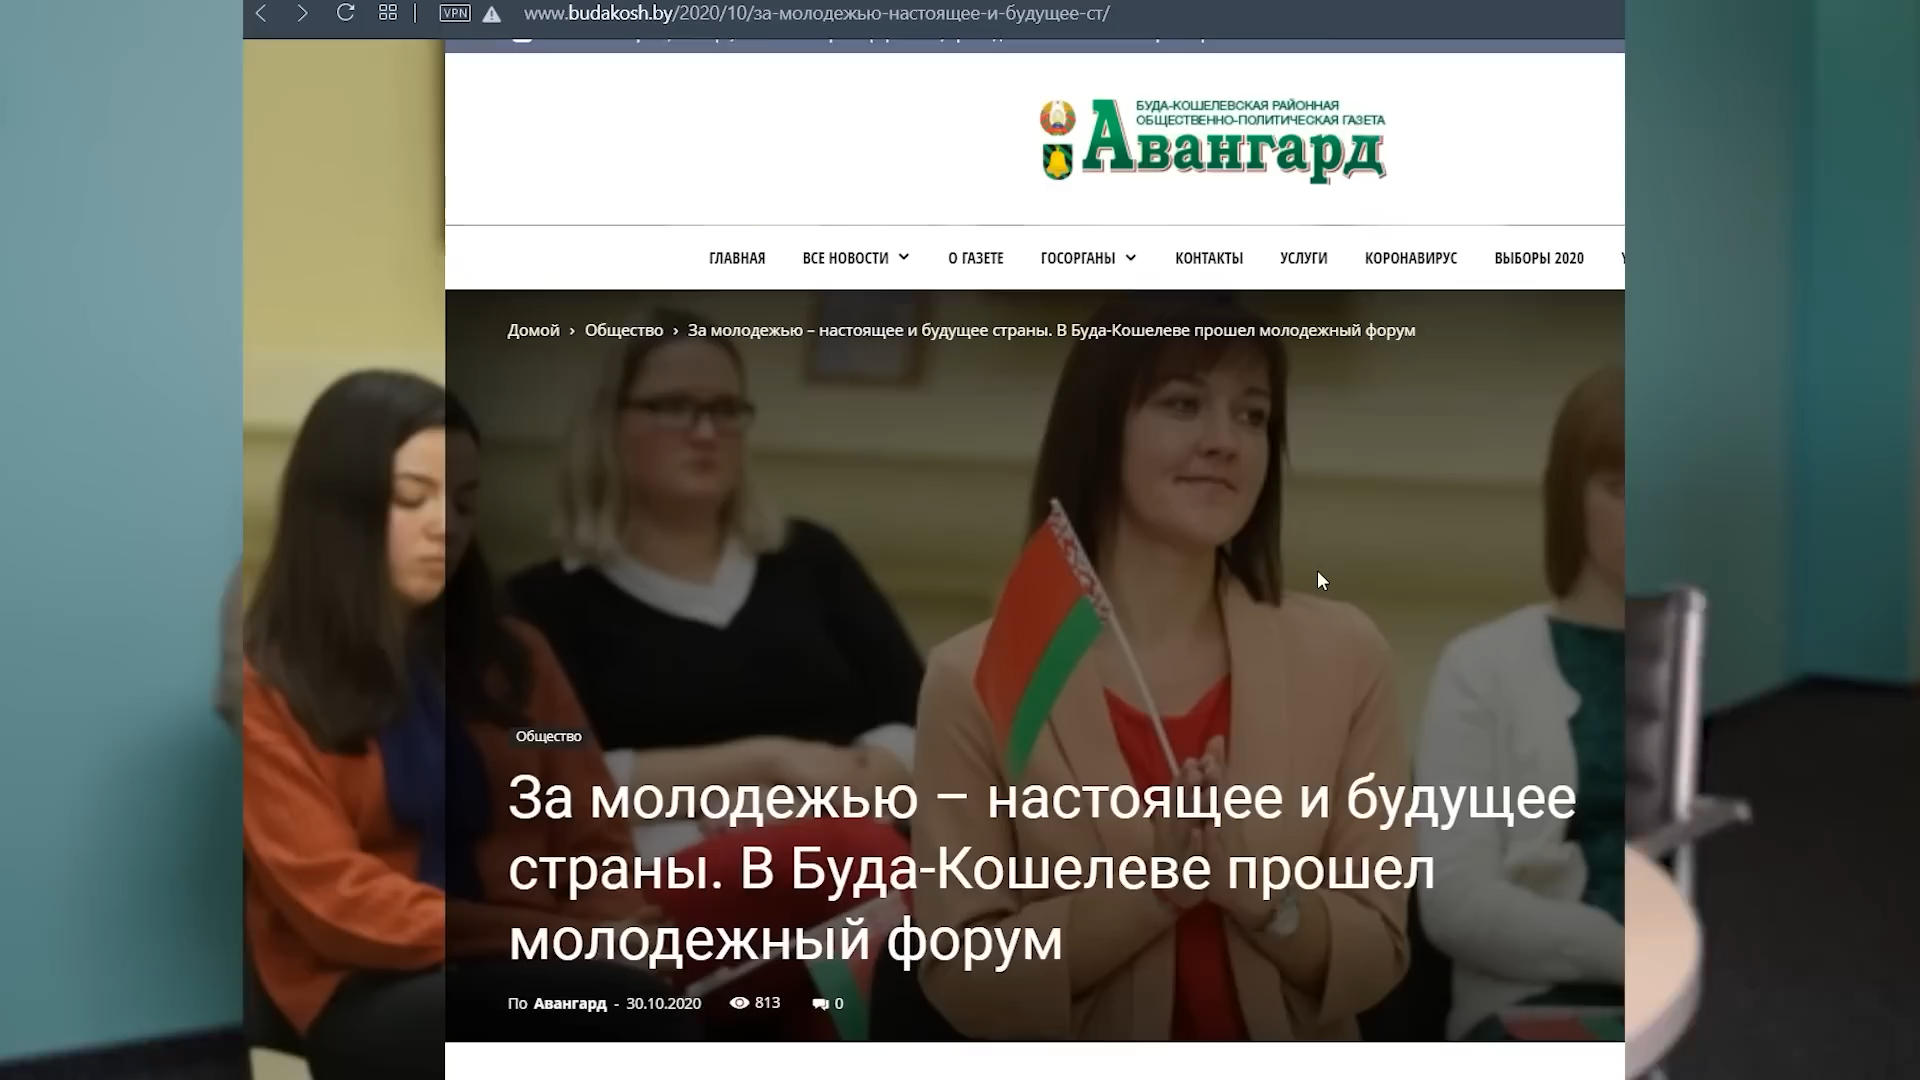 VPN
www.budakosh.by/2020/10/за-молодежью-настоящее-и-будущее-ст/
БУДА-КОШЕЛЕВСКАЯ РАЙОННАЯ
ОБЩЕСТВЕННО-ПОЛИТИЧЕСКАЯ ГАЗЕТА
Авангард
ГЛАВНАЯ ВСЕ НОВОСТИ О ГАЗЕТЕ ГОСОРГАНЫ КОНТАКТЫ УСЛУГИ КОРОНАВИРУС ВЫБОРЫ 2020
Домой › Общество › За молодежью – настоящее и будущее страны. В Буда-Кошелеве прошел молодежный форум
Общество
За молодежью – настоящее и будущее
страны. В Буда-Кошелеве прошел
молодежный форум
По Авангард - 30.10.2020 813 0